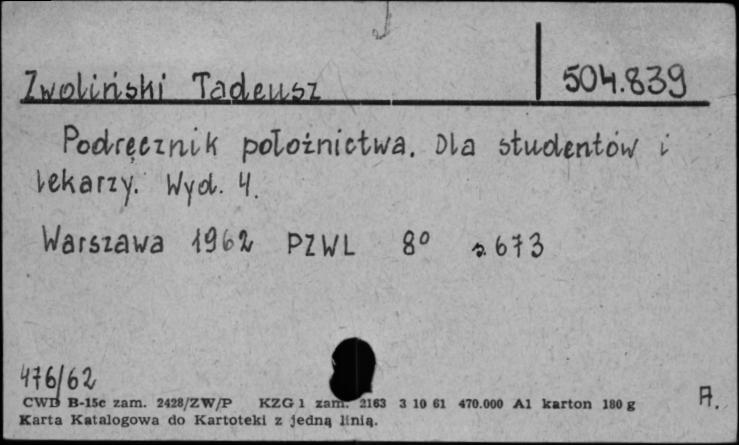 Zwoliński Tadeusz 504.839
Podręcznik położnictwa. Dla studentów i
lekarzy. Wyd. 4.
Warszawa 1962 PZWL 8° s. 673
476/62
CWD B-15c zam. 2428/ZW/P KZG 1 zam. 2163 3 10 61 470.000 A1 karton 180 g
Karta Katalogowa do Kartoteki z jedną linią.
A.